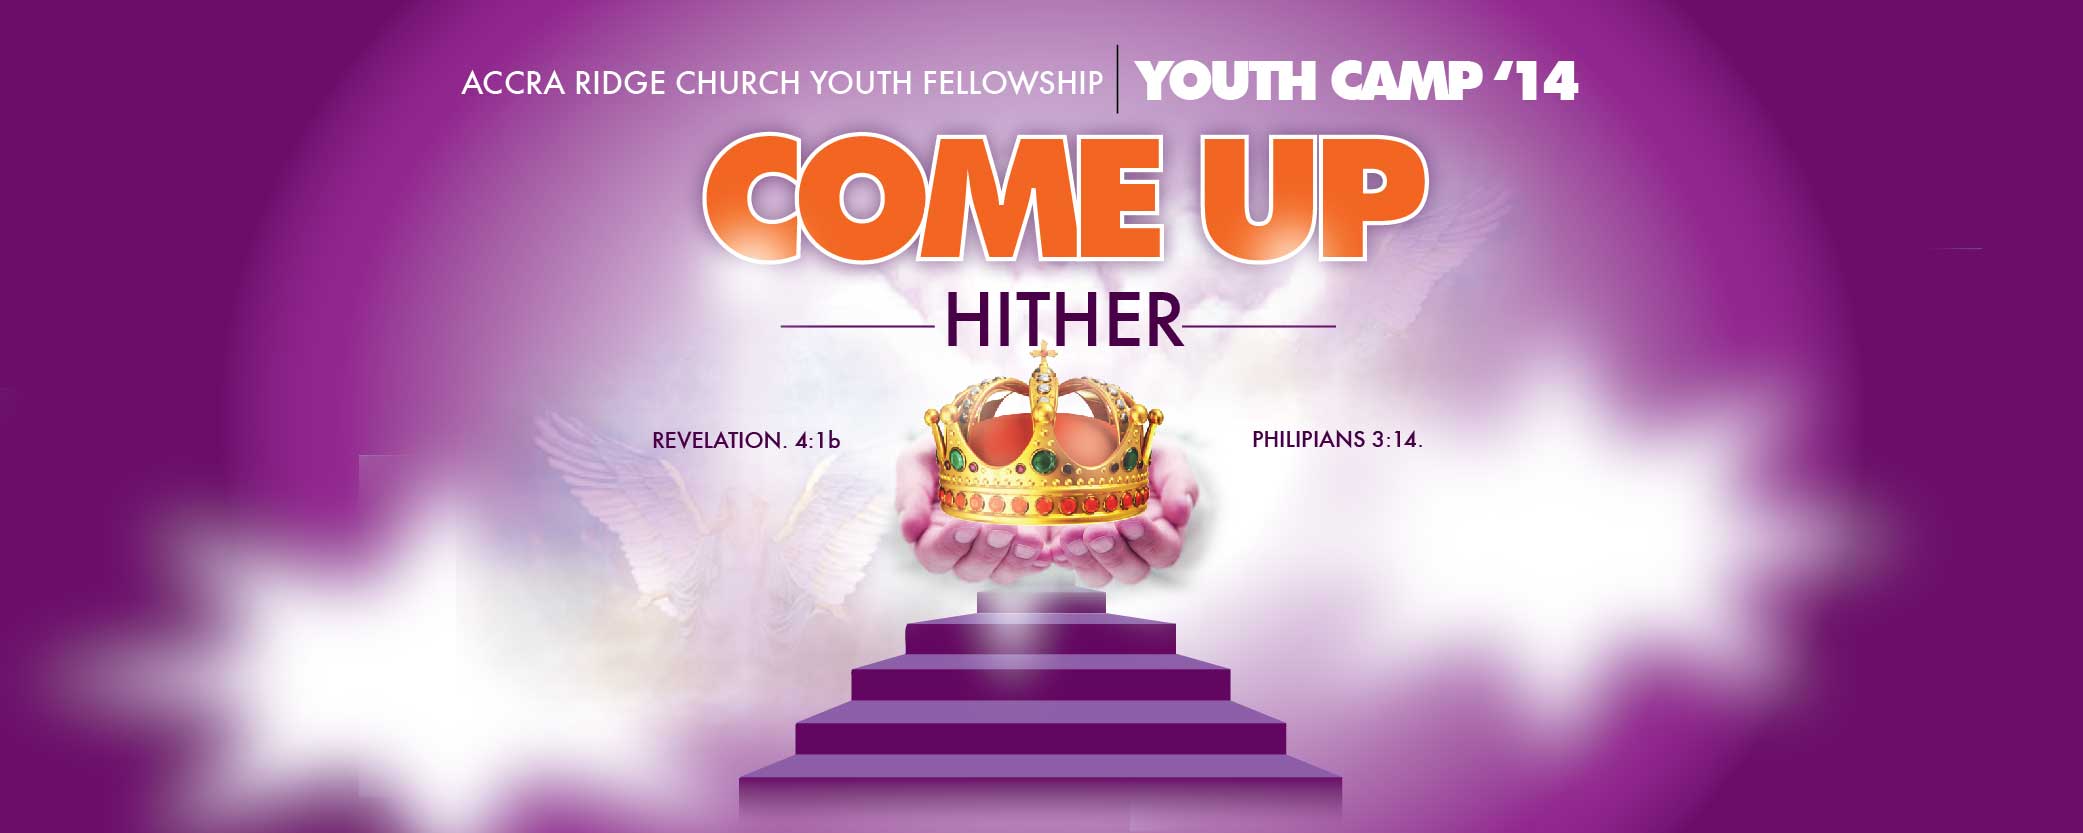 ACCRA RIDGE CHURCH YOUTH FELLOWSHIP | YOUTH CAMP ‘14
COME UP
HITHER
REVELATION. 4:1b
PHILIPIANS 3:14.